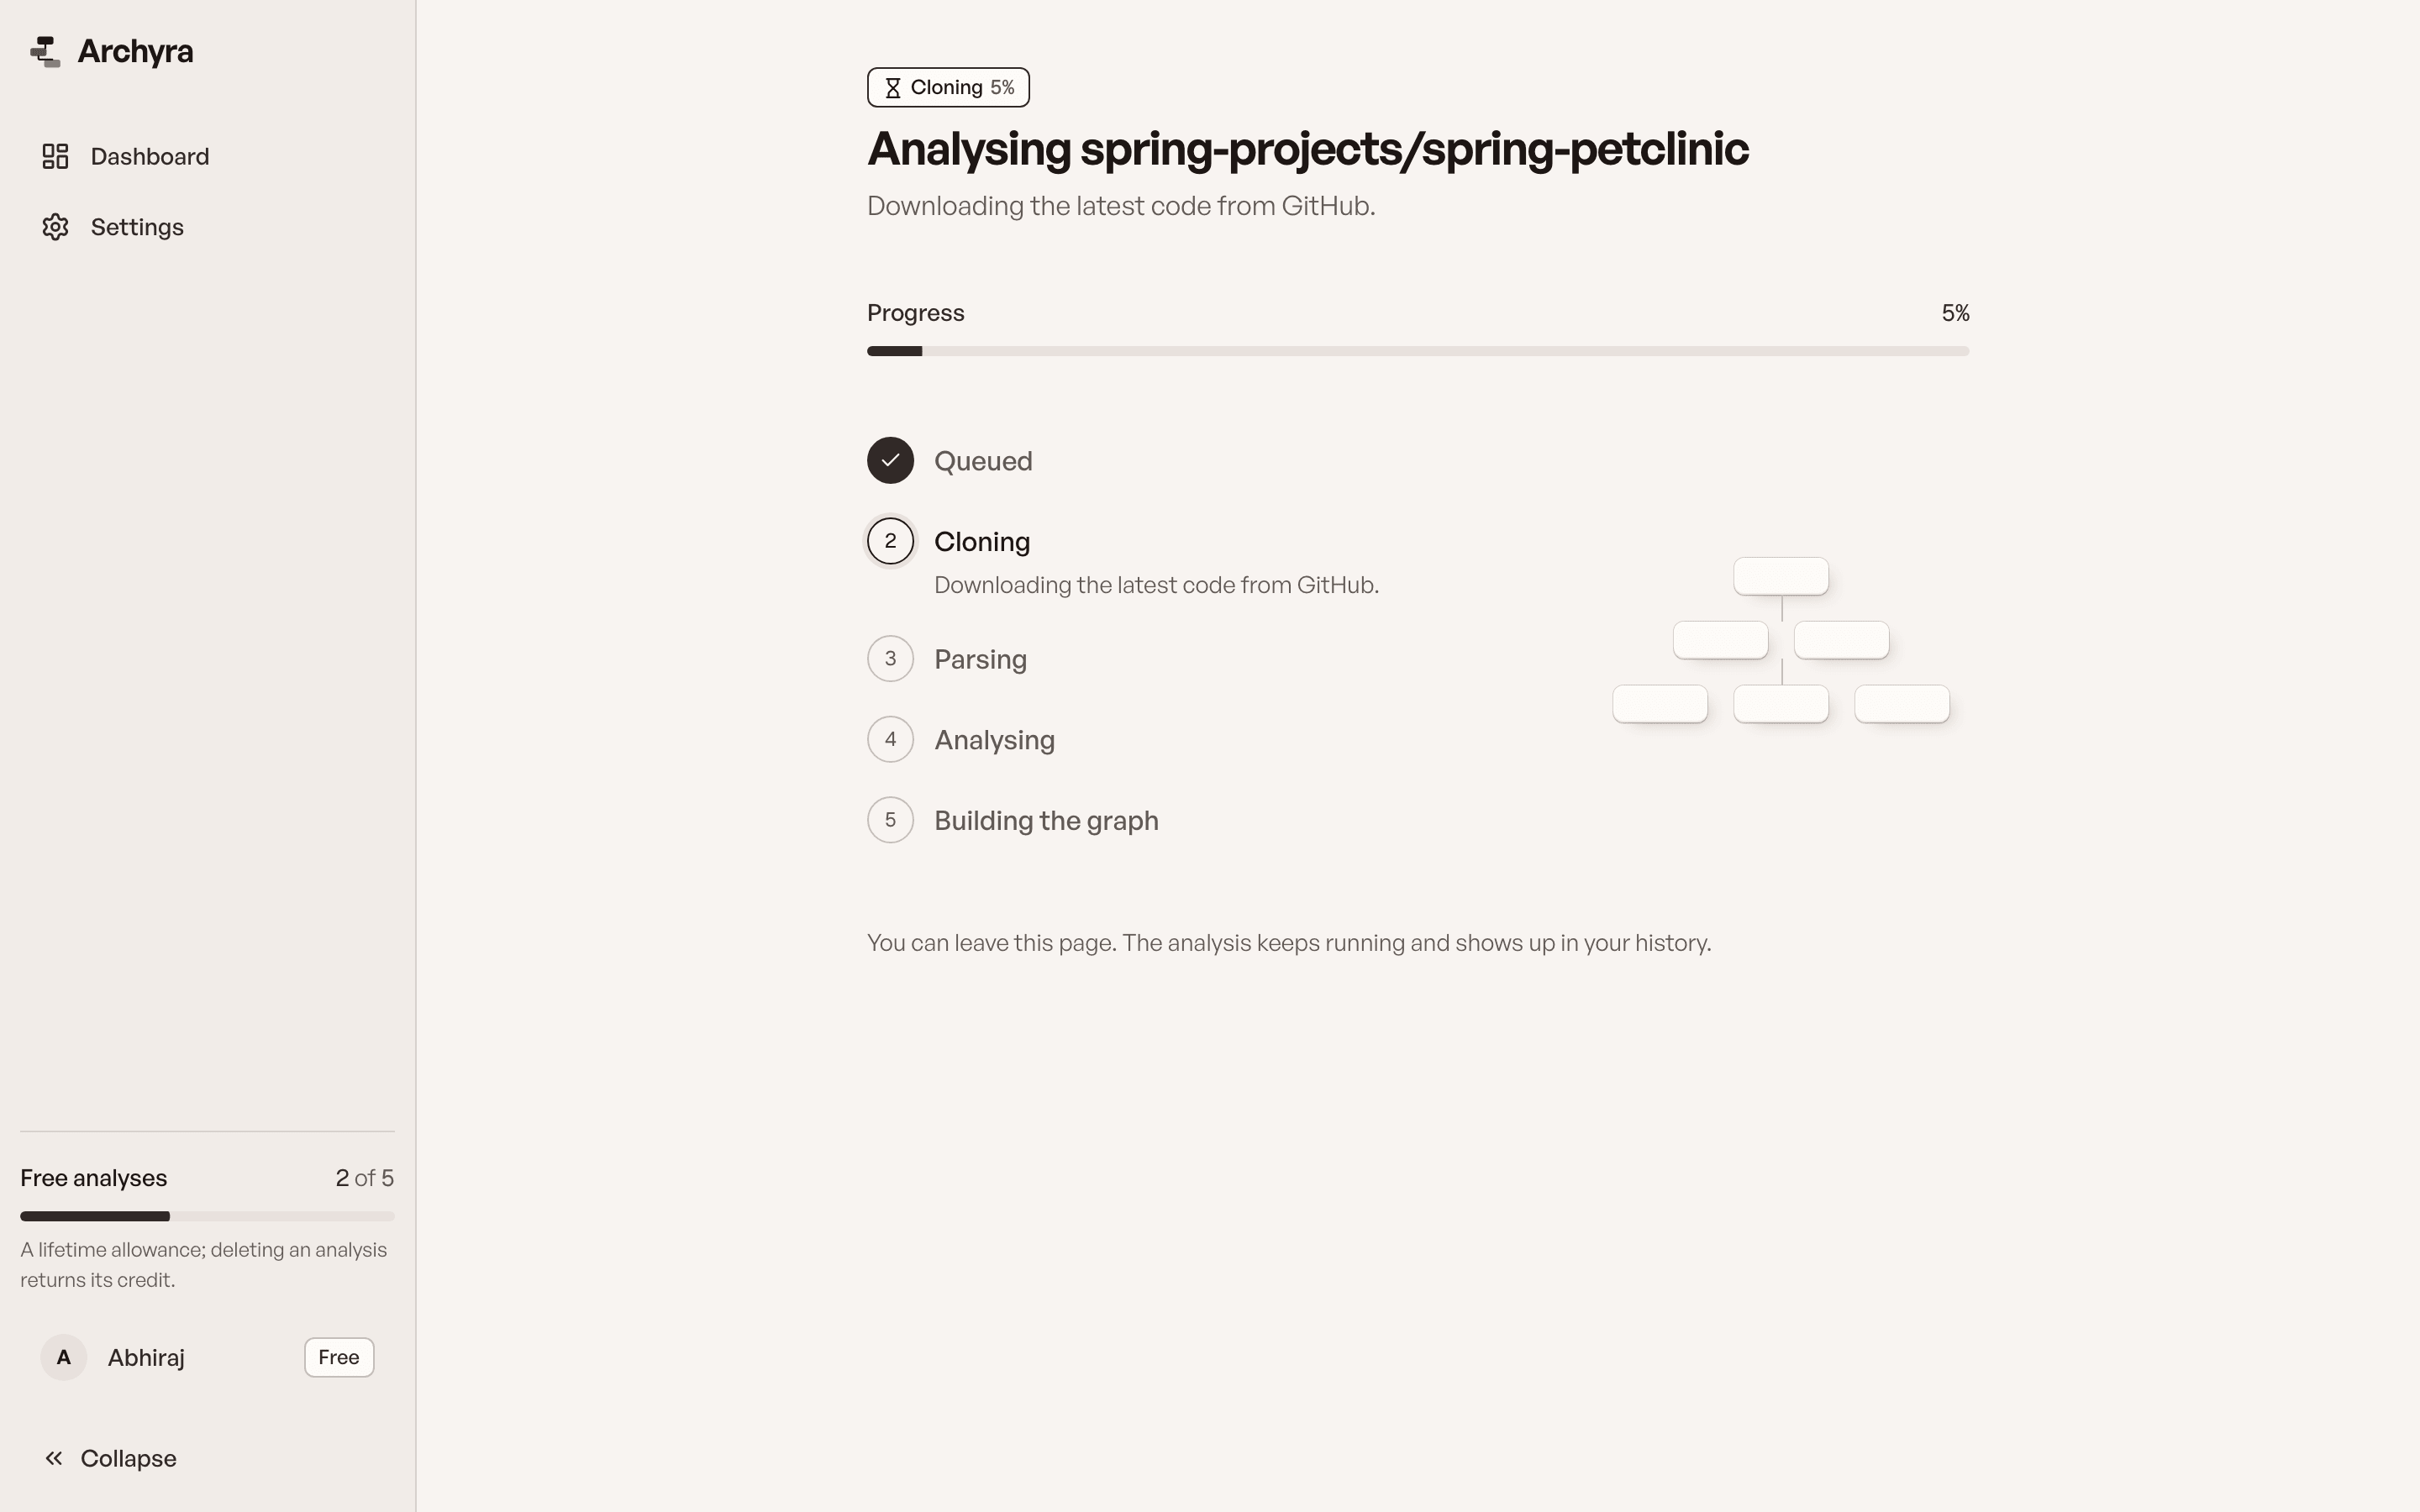 Archyra
Dashboard
Settings
Cloning 5%
Analysing spring-projects/spring-petclinic
Downloading the latest code from GitHub.
Progress 5%
Queued
2 Cloning
Downloading the latest code from GitHub.
3 Parsing
4 Analysing
5 Building the graph
You can leave this page. The analysis keeps running and shows up in your history.
Free analyses 2 of 5
A lifetime allowance; deleting an analysis
returns its credit.
A Abhiraj Free
Collapse